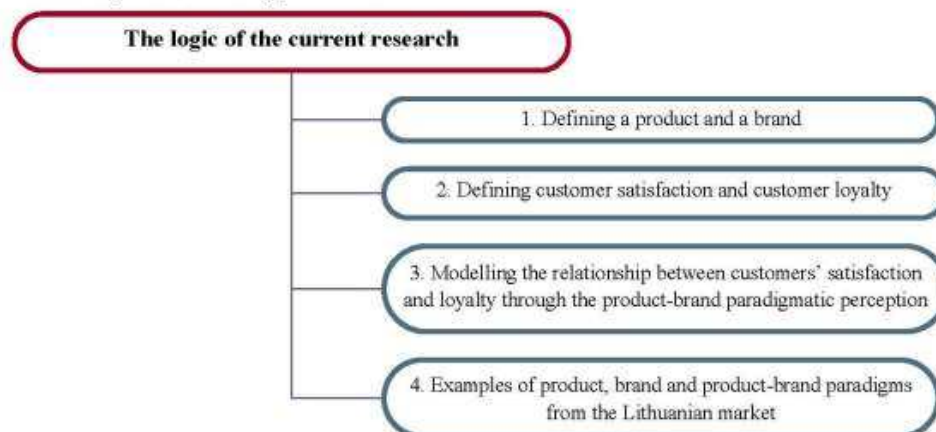 The logic of the current research
1. Defining a product and a brand
2. Defining customer satisfaction and customer loyalty
3. Modelling the relationship between customers' satisfaction
and loyalty through the product-brand paradigmatic perception
4. Examples of product, brand and product-brand paradigms
from the Lithuanian market